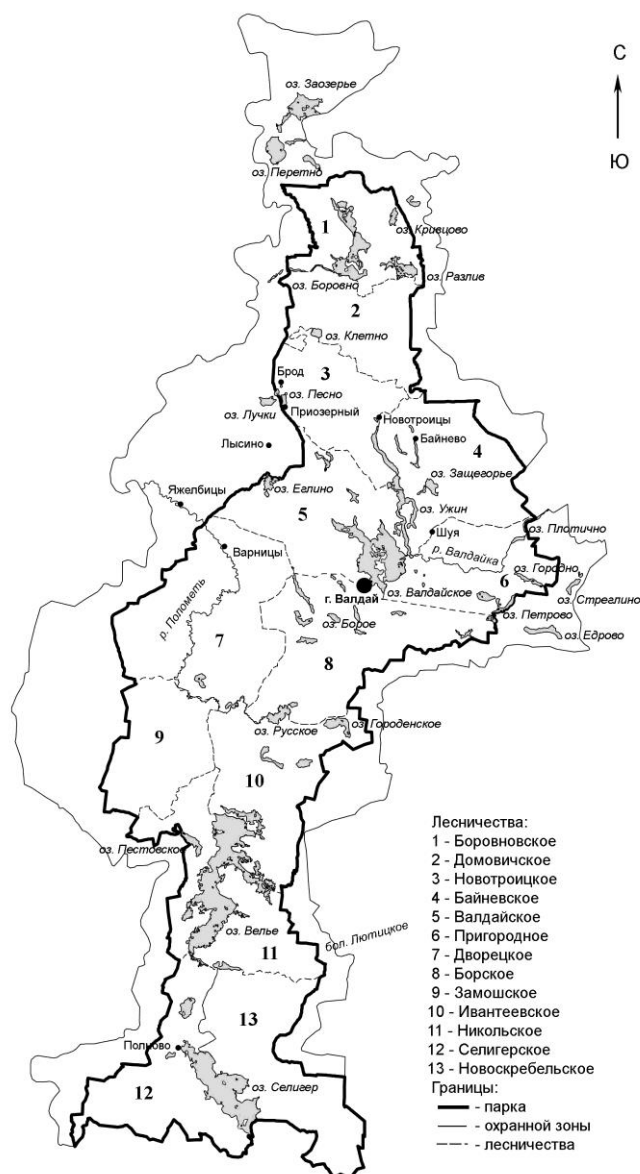 С
Ю
оз. Заозерье
оз. Перетно
1
оз. Кривцово
оз. Разлив
оз. Боровно
2
оз. Клетно
3
Брод
оз. Песно
оз. Лучки
Приозерный
Новотроицы
Байнево
4
Лысино
оз. Защегорье
оз. Еглино
Яжелбицы
5
оз. Ужин
оз. Плотично
Шуя
Варницы
р. Валдайка
оз. Городно
6
г. Валдай
оз. Валдайское
оз. Стреглино
р. Полометь
оз. Петрово
оз. Борое
оз. Едрово
7
8
оз. Русское
оз. Городенское
9
10
оз. Пестовское
оз. Велье
бол. Лютицкое
11
13
Полново
12
оз. Селигер
Лесничества:
1 - Боровновское
2 - Домовичское
3 - Новотроицкое
4 - Байневское
5 - Валдайское
6 - Пригородное
7 - Дворецкое
8 - Борское
9 - Замошское
10 - Ивантеевское
11 - Никольское
12 - Селигерское
13 - Новоскребельское
Границы:
- парка
- охранной зоны
- лесничества